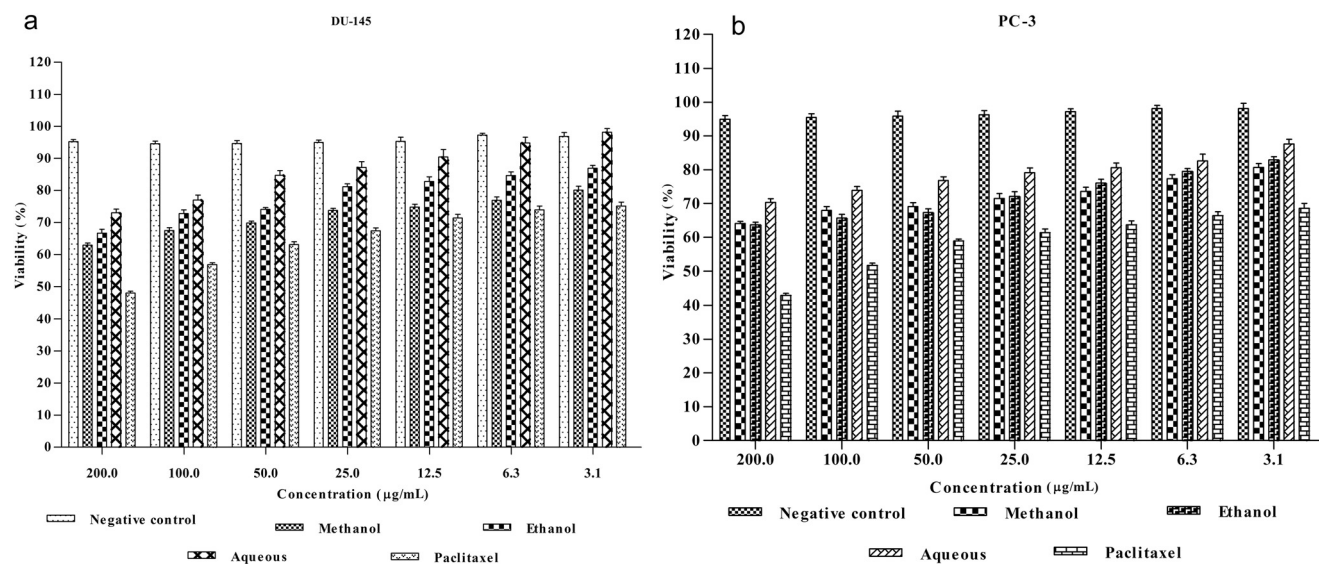 a
DU-145
120
110
100
90
80
70
60
50
40
30
20
10
0
Viability (%)
200.0 100.0 50.0 25.0 12.5 6.3 3.1
Concentration (µg/mL)
Negative control Methanol Ethanol
Aqueous Paclitaxel
b
PC-3
120
110
100
90
80
70
60
50
40
30
20
10
0
Viability (%)
200.0 100.0 50.0 25.0 12.5 6.3 3.1
Concentration (µg/mL)
Negative control Methanol Ethanol
Aqueous Paclitaxel